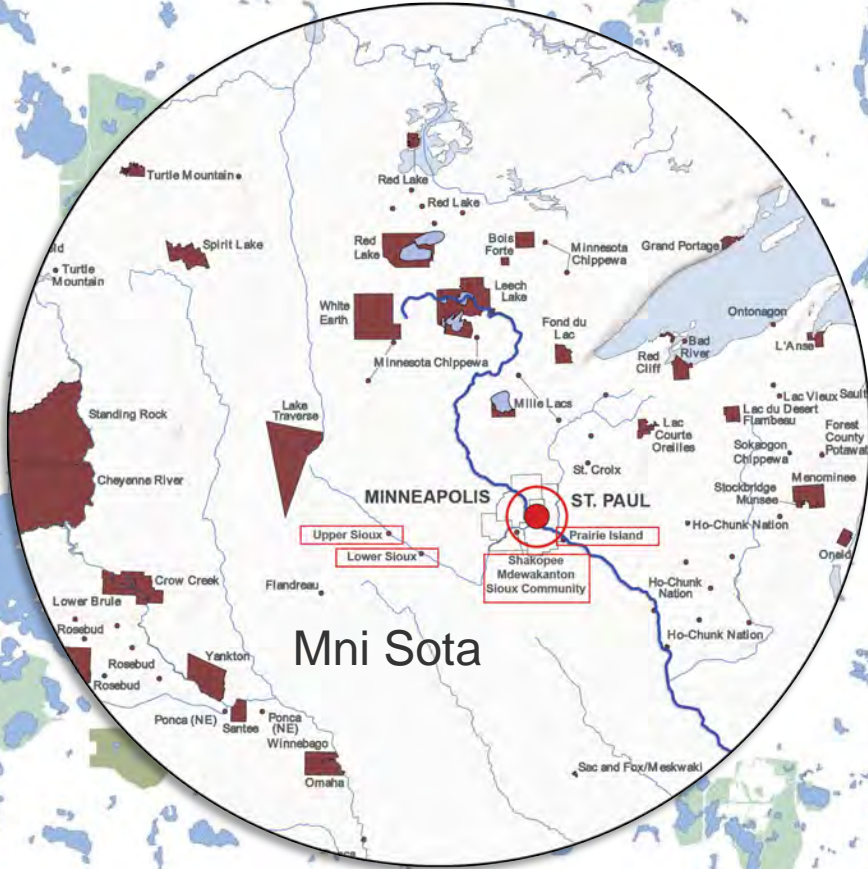 Turtle Mountain
Red Lake
Red Lake
Spirit Lake
Red
Lake
Bois
Forte
Minnesota
Chippewa
Grand Portage
Turtle
Mountain
Leech
Lake
White
Earth
Fond du
Lac
Ontonagon
L'Anse
Bad
River
Red
Cliff
Minnesota Chippewa
Lac Vieux
Sault
Lake
Traverse
Mille Lacs
Lac du
Flambeau
Desert
Standing Rock
Lac
Courte
Oreilles
Forest
County
Potawat
Sokaogon
Chippewa
St. Croix
Cheyenne River
Menominee
MINNEAPOLIS
ST. PAUL
Stockbridge
Munsee
Ho-Chunk Nation
Upper Sioux
Prairie Island
Oneid
Lower Sioux
Shakopee
Mdewakanton
Sioux Community
Crow Creek
Flandreau
Ho-Chunk
Nation
Lower Brule
Rosebud
Ho-Chunk Nation
Mni Sota
Yankton
Rosebud
Rosebud
Ponca (NE)
Santee
Ponca
(NE)
Winnebago
Sac and Fox/Meskwaki
Omaha